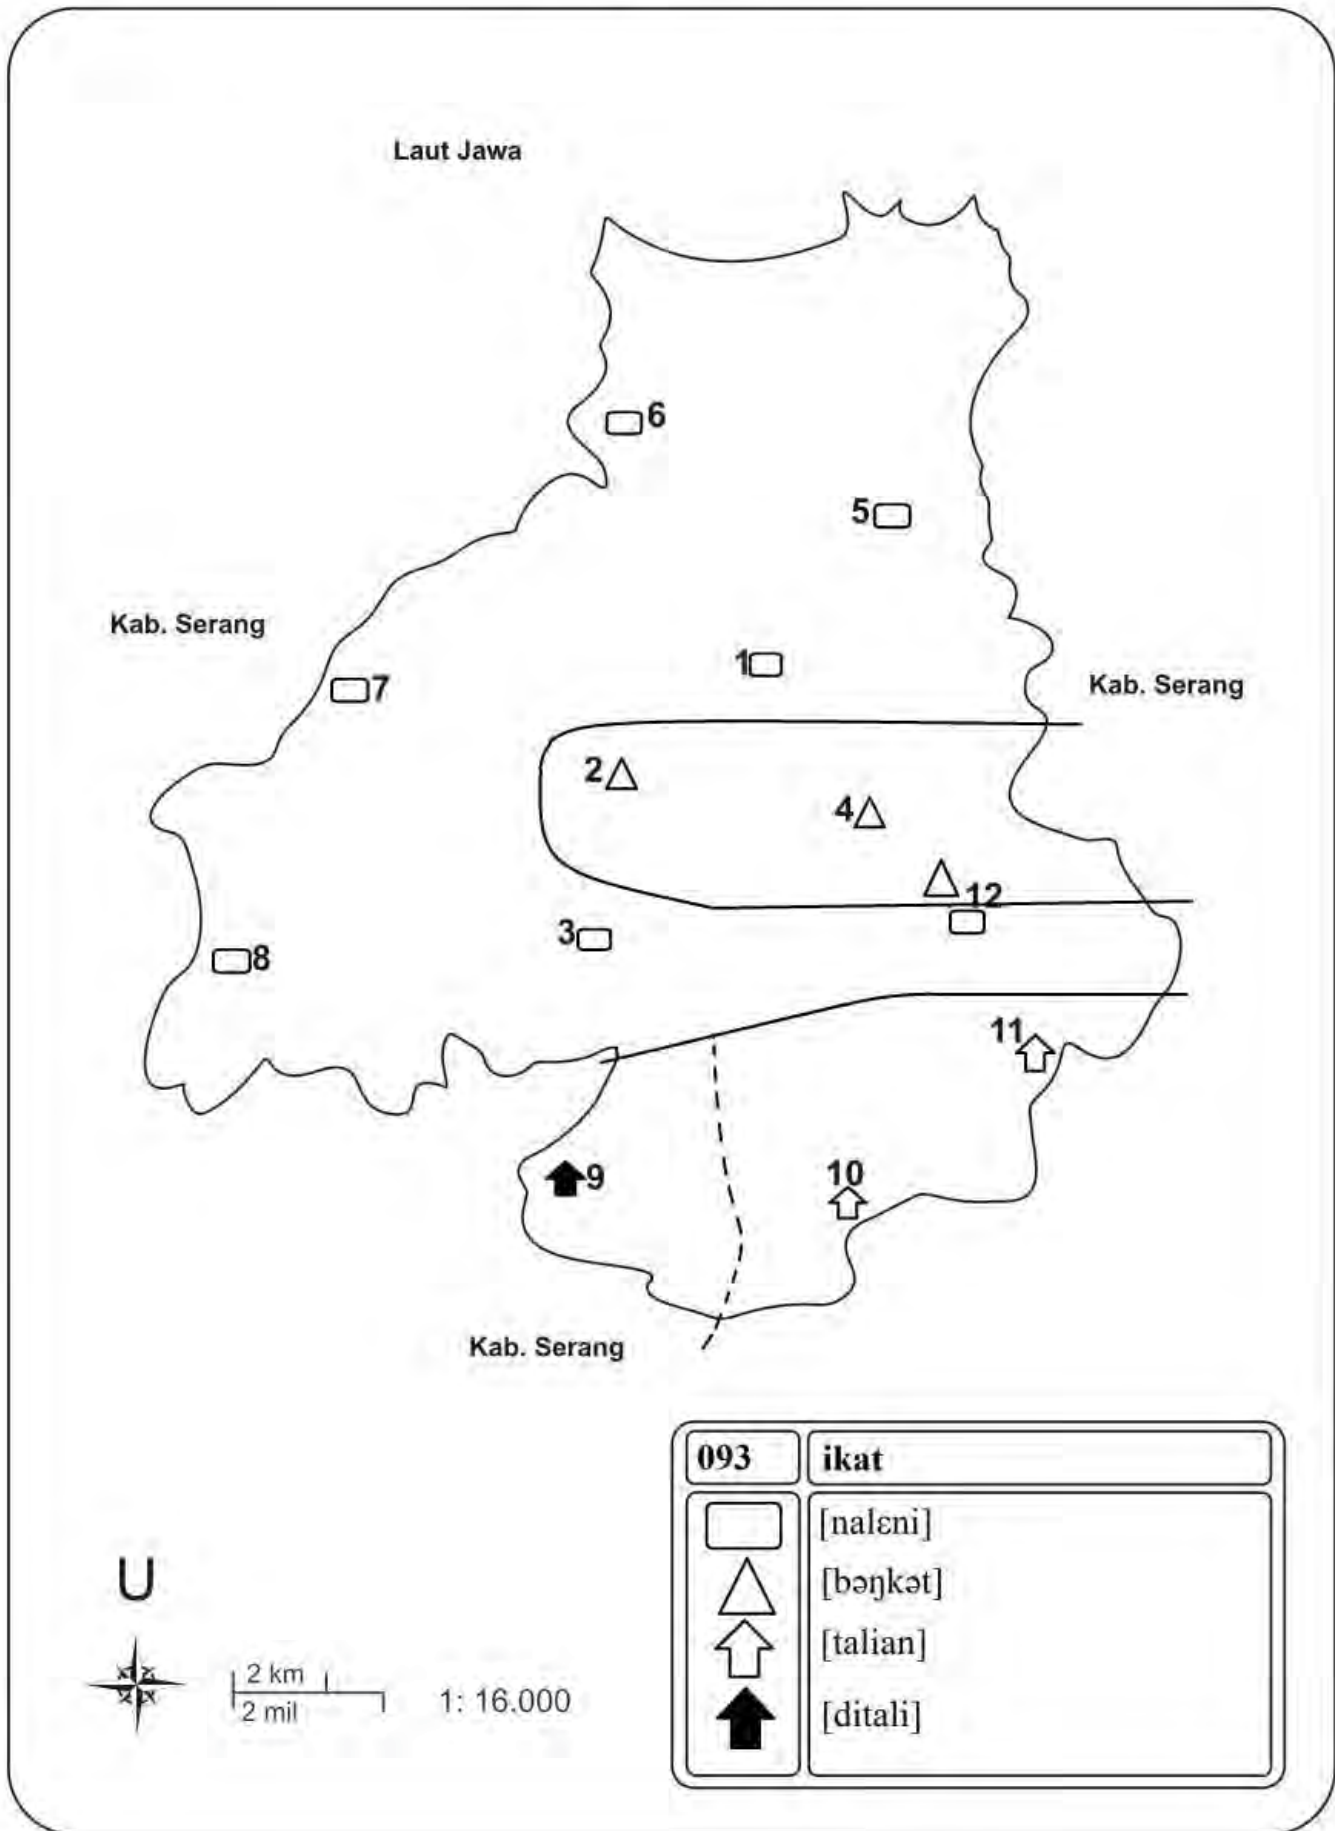 Laut Jawa
6
5
Kab. Serang
1
7
Kab. Serang
2
4
12
3
8
11
9
10
Kab. Serang
093 ikat
[nalɛni]
[bəŋkət]
[talian]
[ditali]
U
2 km
2 mil
1: 16.000